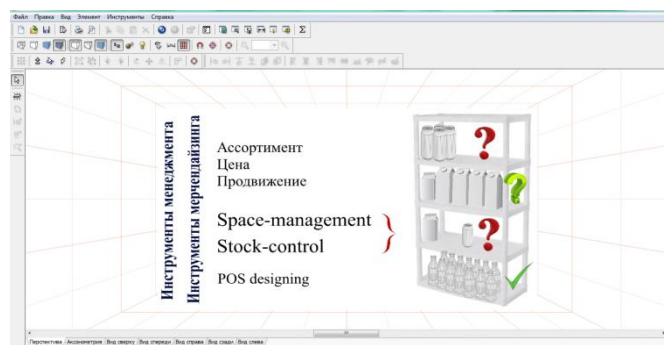 Файл Правка Вид Элемент Инструменты Справка
Инструменты менеджмента
Инструменты мерчендайзинга
Ассортимент
Цена
Продвижение
Space-management
Stock-control
POS designing
?
?
?
Перспектива Аксонометрия Вид сверху Вид спереди Вид справа Вид сзади Вид слева